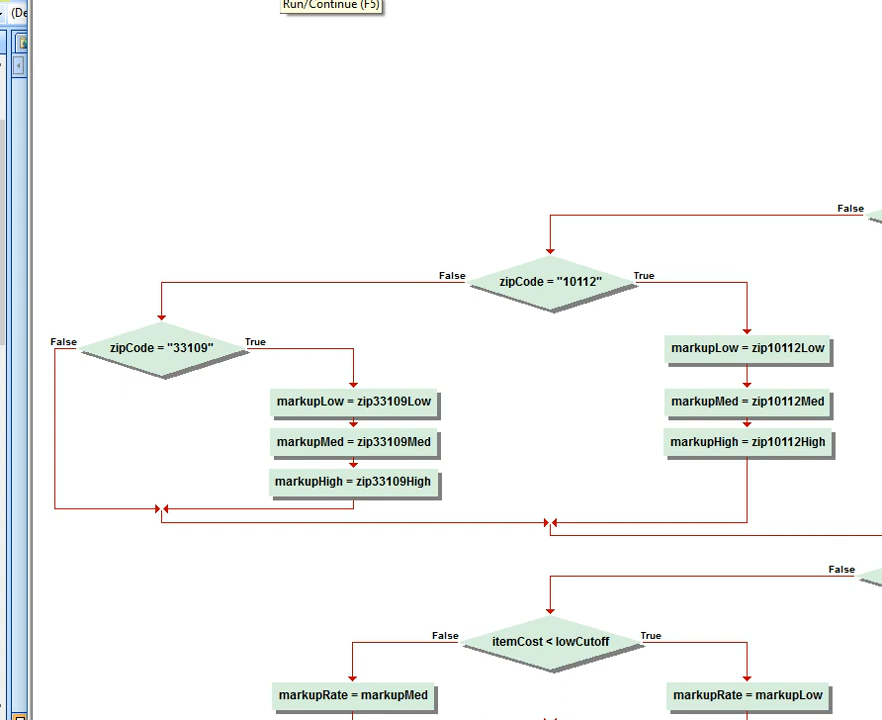 (De
Run/Continue (F5)
False
False
zipCode = "10112"
True
False
zipCode = "33109"
True
markupLow = zip10112Low
markupLow = zip33109Low
markupMed = zip10112Med
markupMed = zip33109Med
markupHigh = zip10112High
markupHigh = zip33109High
False
False
itemCost < lowCutoff
True
markupRate = markupMed
markupRate = markupLow